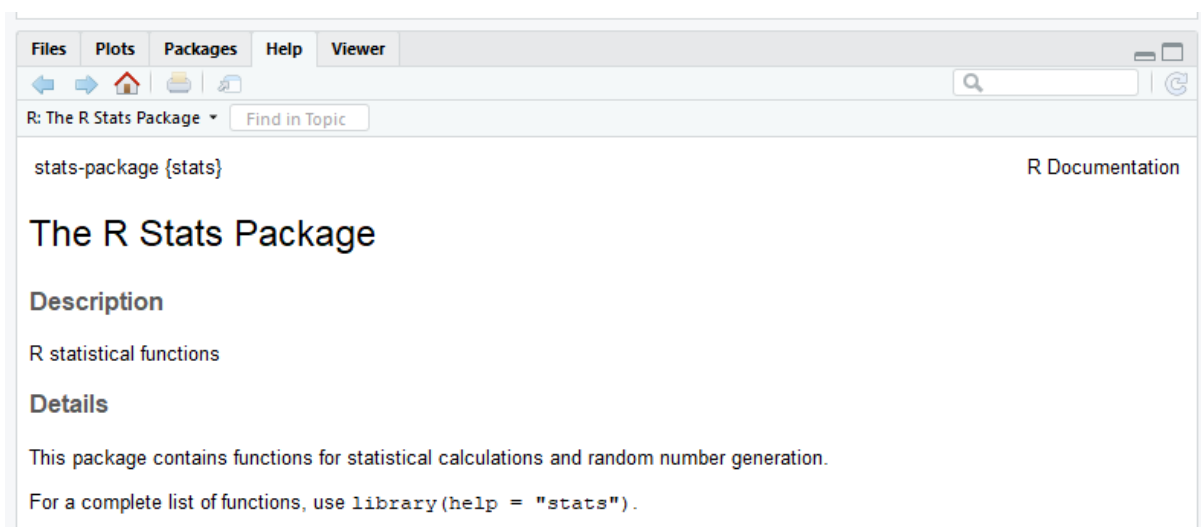 Files Plots Packages Help Viewer
R: The R Stats Package Find in Topic
stats-package {stats} R Documentation
The R Stats Package
Description
R statistical functions
Details
This package contains functions for statistical calculations and random number generation.
For a complete list of functions, use library(help = "stats").